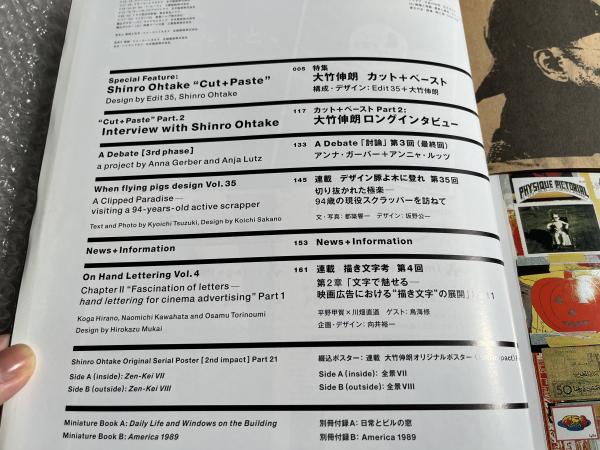 Special Feature:
Shinro Ohtake “Cut+Paste”
Design by Edit 35, Shinro Ohtake
005 特集
大竹伸朗 カット+ペースト
構成・デザイン：Edit 35+大竹伸朗
“Cut+Paste” Part.2
Interview with Shinro Ohtake
117 カット+ペースト Part 2:
大竹伸朗ロングインタビュー
A Debate [3rd phase]
a project by Anna Gerber and Anja Lutz
133 A Debate「討論」第3回（最終回）
アンナ・ガーバー+アンニャ・ルッツ
When flying pigs design Vol.35
A Clipped Paradise—
visiting a 94-years-old active scrapper
Text and Photo by Kyoichi Tsuzuki, Design by Koichi Sakano
145 連載 デザイン豚よ木に登れ 第35回
切り抜かれた極楽—
94歳の現役スクラッパーを訪ねて
文・写真：都築響一 デザイン：坂野公一
News+Information
153 News+Information
On Hand Lettering Vol.4
Chapter II “Fascination of letters—
hand lettering for cinema advertising” Part 1
Koga Hirano, Naomichi Kawahata and Osamu Torinoumi
Design by Hirokazu Mukai
161 連載 描き文字考 第4回
第2章「文字で魅せる—
映画広告における“描き文字”の展開」
平野甲賀×川畑直道 ゲスト：鳥海修
企画・デザイン：向井裕一
Shinro Ohtake Original Serial Poster [2nd impact] Part 21
Side A (inside): Zen-Kei VII
Side B (outside): Zen-Kei VIII
綴込ポスター：連載 大竹伸朗オリジナルポスター
Side A (inside): 全景 VII
Side B (outside): 全景 VIII
Miniature Book A: Daily Life and Windows on the Building
Miniature Book B: America 1989
別冊付録A：日常とビルの窓
別冊付録B：America 1989
PHYSIQUE PICTORIAL
50